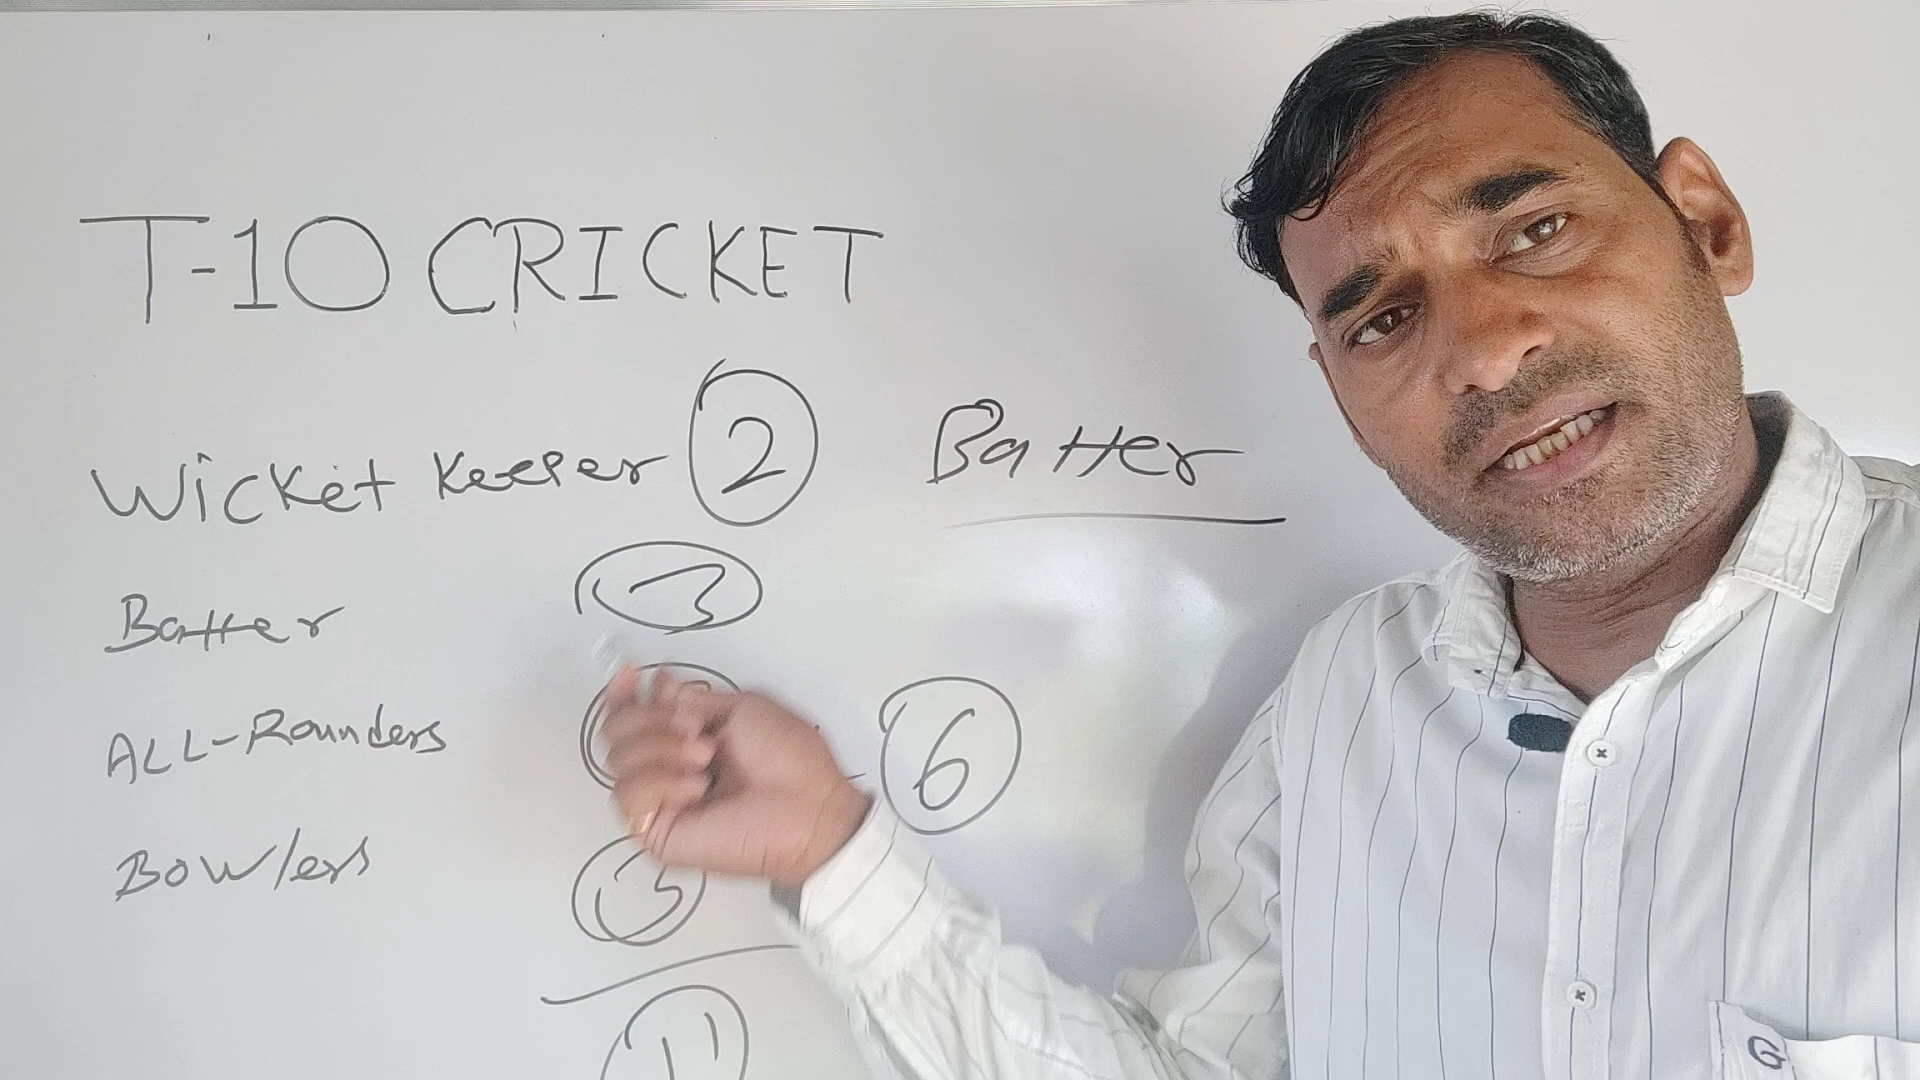 T-10 CRICKET
Wicket Keeper 2 Batter
Batter 3
ALL-Rounders 6
Bowlers 3
11
G